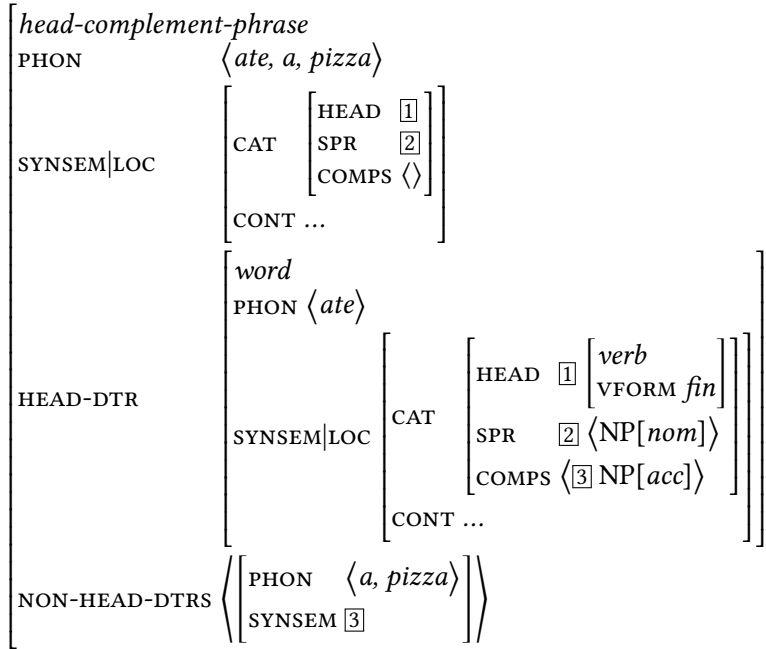 head-complement-phrase
PHON ⟨ate, a, pizza⟩
SYNSEM|LOC
CAT
HEAD 1
SPR 2
COMPS ⟨⟩
CONT ...
HEAD-DTR
word
PHON ⟨ate⟩
SYNSEM|LOC
CAT
HEAD 1
verb
VFORM fin
SPR 2 ⟨NP[nom]⟩
COMPS ⟨3 NP[acc]⟩
CONT ...
NON-HEAD-DTRS
PHON ⟨a, pizza⟩
SYNSEM 3